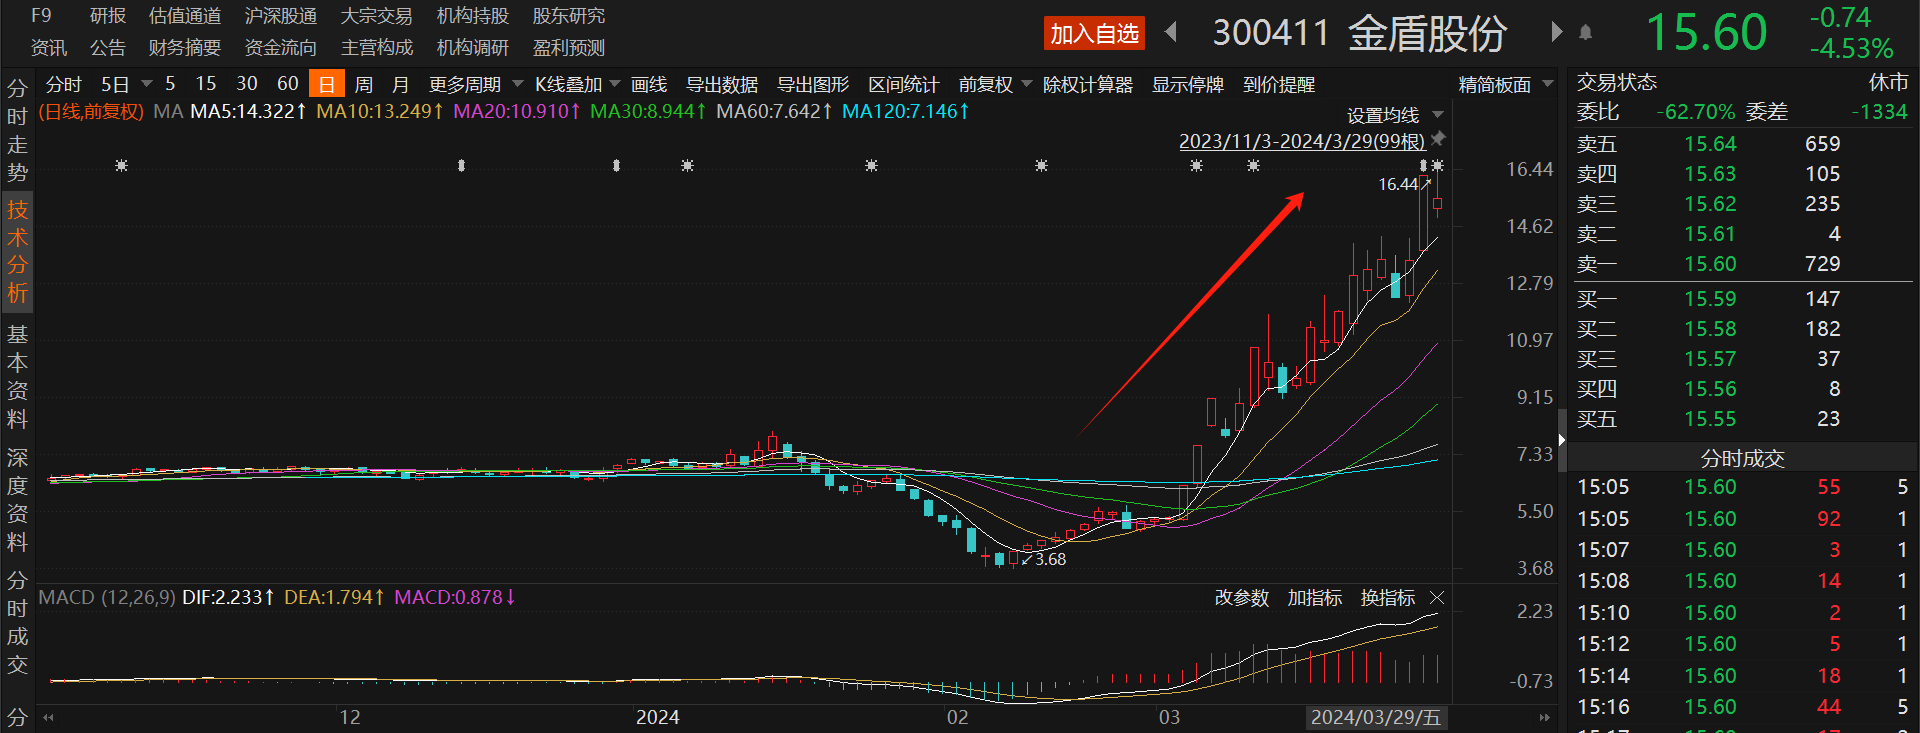 F9 研报 估值通道 沪深股通 大宗交易 机构持股 股东研究
资讯 公告 财务摘要 资金流向 主营构成 机构调研 盈利预测
加入自选 300411 金盾股份 15.60 -0.74
-4.53%
分时走势
技术分析
基本资料
深度资料
分时成交
分
分时 5日 5 15 30 60 日 周 月 更多周期 K线叠加 画线 导出数据 导出图形 区间统计 前复权 除权计算器 显示停牌 到价提醒 精简板面
(日线,前复权) MA MA5:14.322↑ MA10:13.249↑ MA20:10.910↑ MA30:8.944↑ MA60:7.642↑ MA120:7.146↑
设置均线
2023/11/3-2024/3/29(99根)
16.44
3.68
16.44
14.62
12.79
10.97
9.15
7.33
5.50
3.68
MACD (12,26,9) DIF:2.233↑ DEA:1.794↑ MACD:0.878↓ 改参数 加指标 换指标
2.23
-0.73
12 2024 02 03 2024/03/29/五
交易状态 休市
委比 -62.70% 委差 -1334
卖五 15.64 659
卖四 15.63 105
卖三 15.62 235
卖二 15.61 4
卖一 15.60 729
买一 15.59 147
买二 15.58 182
买三 15.57 37
买四 15.56 8
买五 15.55 23
分时成交
15:05 15.60 55 5
15:05 15.60 92 1
15:07 15.60 3 1
15:08 15.60 14 1
15:10 15.60 2 1
15:12 15.60 5 1
15:14 15.60 18 1
15:16 15.60 44 5